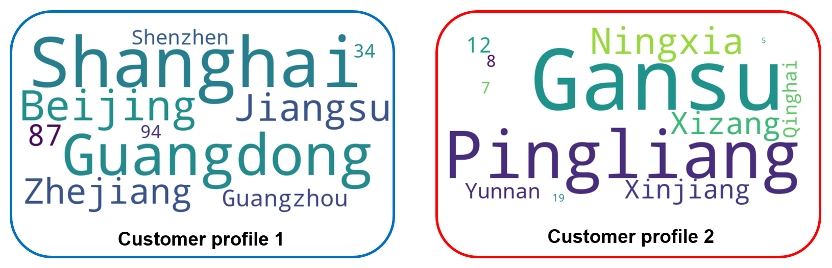 Shenzhen
Shanghai
34
Beijing
Jiangsu
87
94
Guangdong
Zhejiang
Guangzhou
Customer profile 1
12
Ningxia
5
8
7
Gansu
Qinghai
Xizang
Pingliang
Yunnan
19
Xinjiang
Customer profile 2